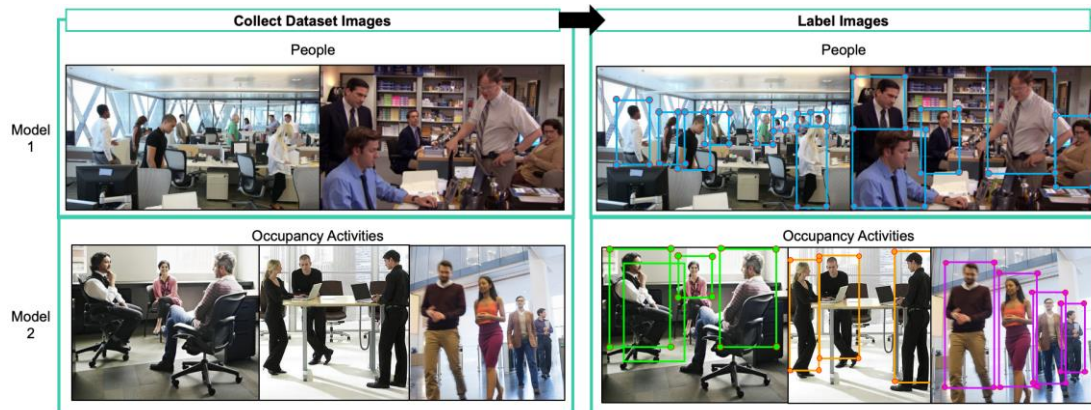 Collect Dataset Images
Label Images
People
People
Model
1
Occupancy Activities
Occupancy Activities
Model
2